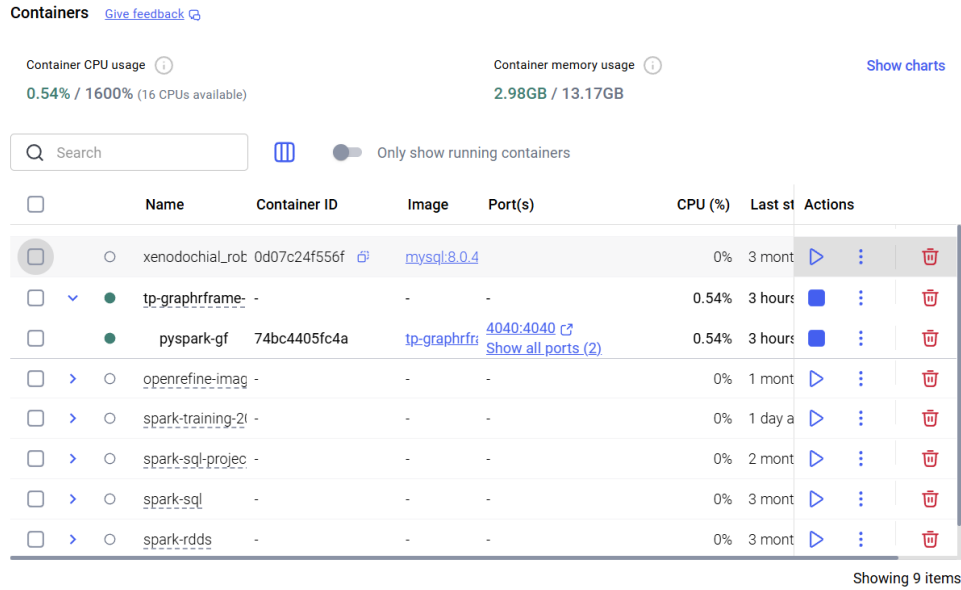 Containers Give feedback
Container CPU usage Container memory usage Show charts
0.54% / 1600% (16 CPUs available) 2.98GB / 13.17GB
Search Only show running containers
Name Container ID Image Port(s) CPU (%) Last st Actions
xenodochial_rob 0d07c24f556f mysql:8.0.4 0% 3 mont
tp-graphrframe- - - - 0.54% 3 hours
pyspark-gf 74bc4405fc4a tp-graphrfra 4040:4040 0.54% 3 hours
Show all ports (2)
openrefine-imag - - - 0% 1 mont
spark-training-20 - - - 0% 1 day a
spark-sql-projec - - - 0% 2 mont
spark-sql - - - 0% 3 mont
spark-rdds - - - 0% 3 mont
Showing 9 items